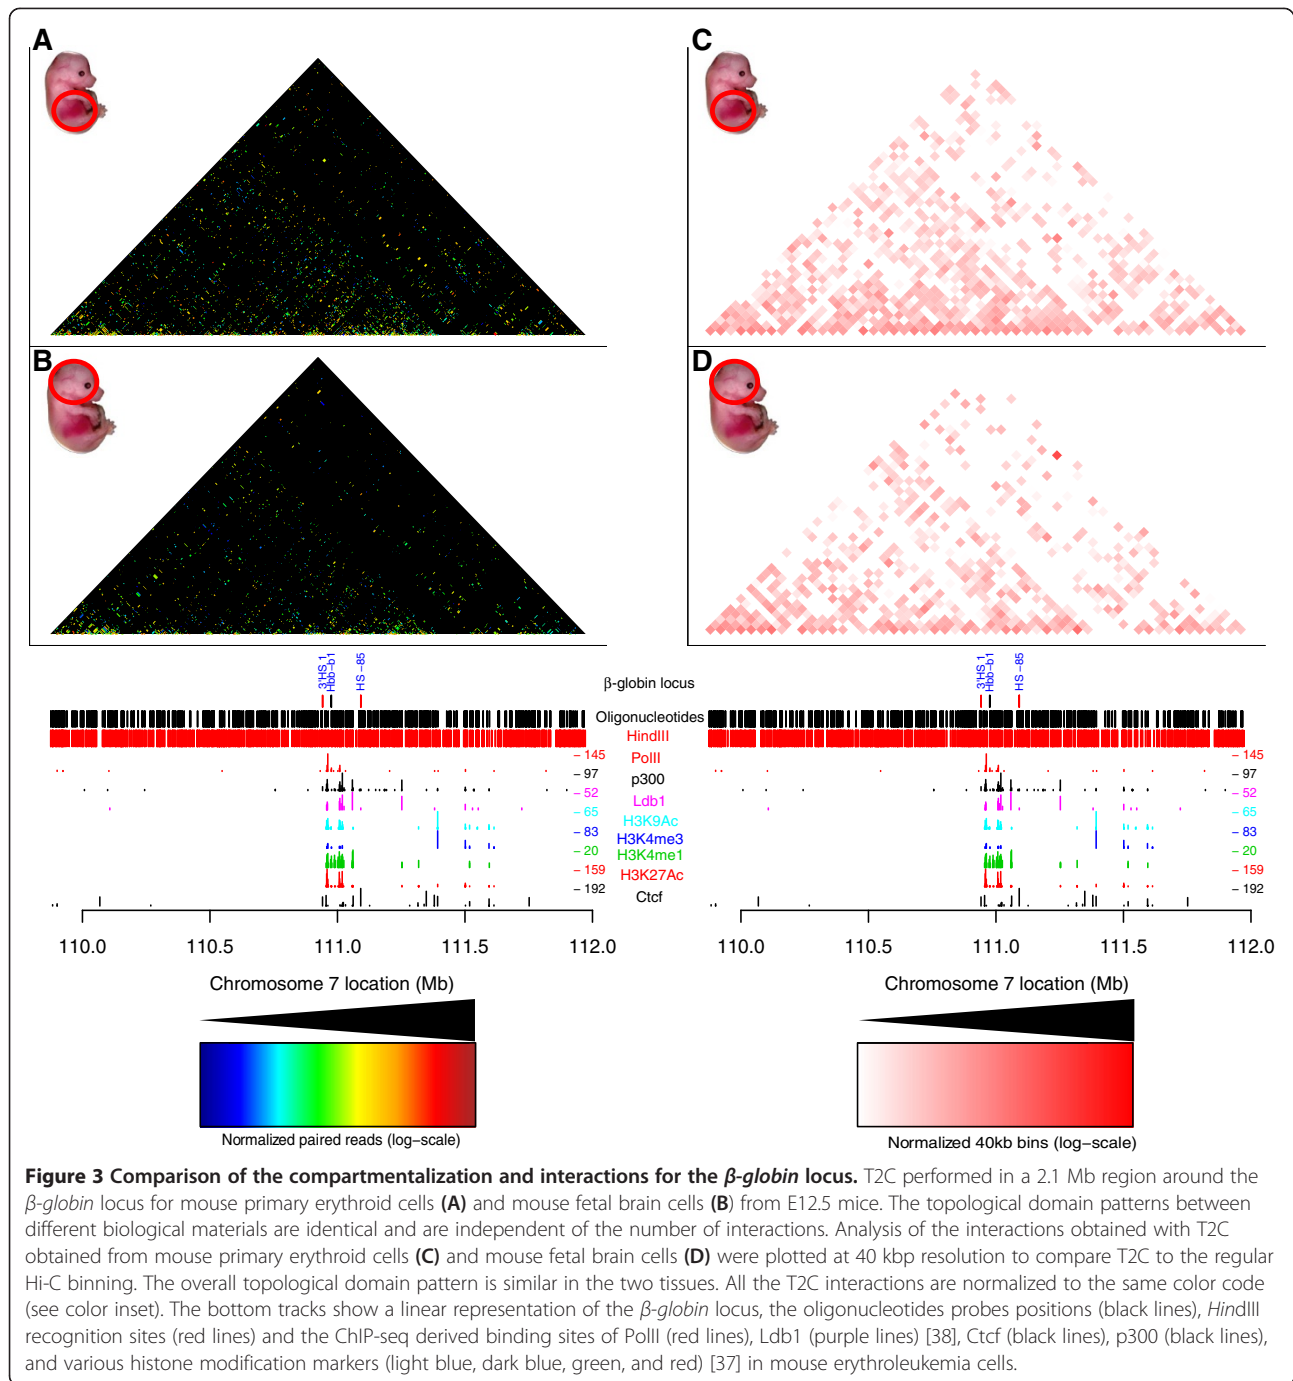 A
C
B
D
3'HS 1
Hbb-b1
HS -85
3'HS 1
Hbb-b1
HS -85
β-globin locus
Oligonucleotides
HindIII
PolII
p300
Ldb1
H3K9Ac
H3K4me3
H3K4me1
H3K27Ac
Ctcf
- 145
- 97
- 52
- 65
- 83
- 20
- 159
- 192
- 145
- 97
- 52
- 65
- 83
- 20
- 159
- 192
110.0 110.5 111.0 111.5 112.0
110.0 110.5 111.0 111.5 112.0
Chromosome 7 location (Mb)
Chromosome 7 location (Mb)
Normalized paired reads (log-scale)
Normalized 40kb bins (log-scale)
Figure 3 Comparison of the compartmentalization and interactions for the β-globin locus. T2C performed in a 2.1 Mb region around the
β-globin locus for mouse primary erythroid cells (A) and mouse fetal brain cells (B) from E12.5 mice. The topological domain patterns between
different biological materials are identical and are independent of the number of interactions. Analysis of the interactions obtained with T2C
obtained from mouse primary erythroid cells (C) and mouse fetal brain cells (D) were plotted at 40 kbp resolution to compare T2C to the regular
Hi-C binning. The overall topological domain pattern is similar in the two tissues. All the T2C interactions are normalized to the same color code
(see color inset). The bottom tracks show a linear representation of the β-globin locus, the oligonucleotides probes positions (black lines), HindIII
recognition sites (red lines) and the ChIP-seq derived binding sites of PolII (red lines), Ldb1 (purple lines) [38], Ctcf (black lines), p300 (black lines),
and various histone modification markers (light blue, dark blue, green, and red) [37] in mouse erythroleukemia cells.